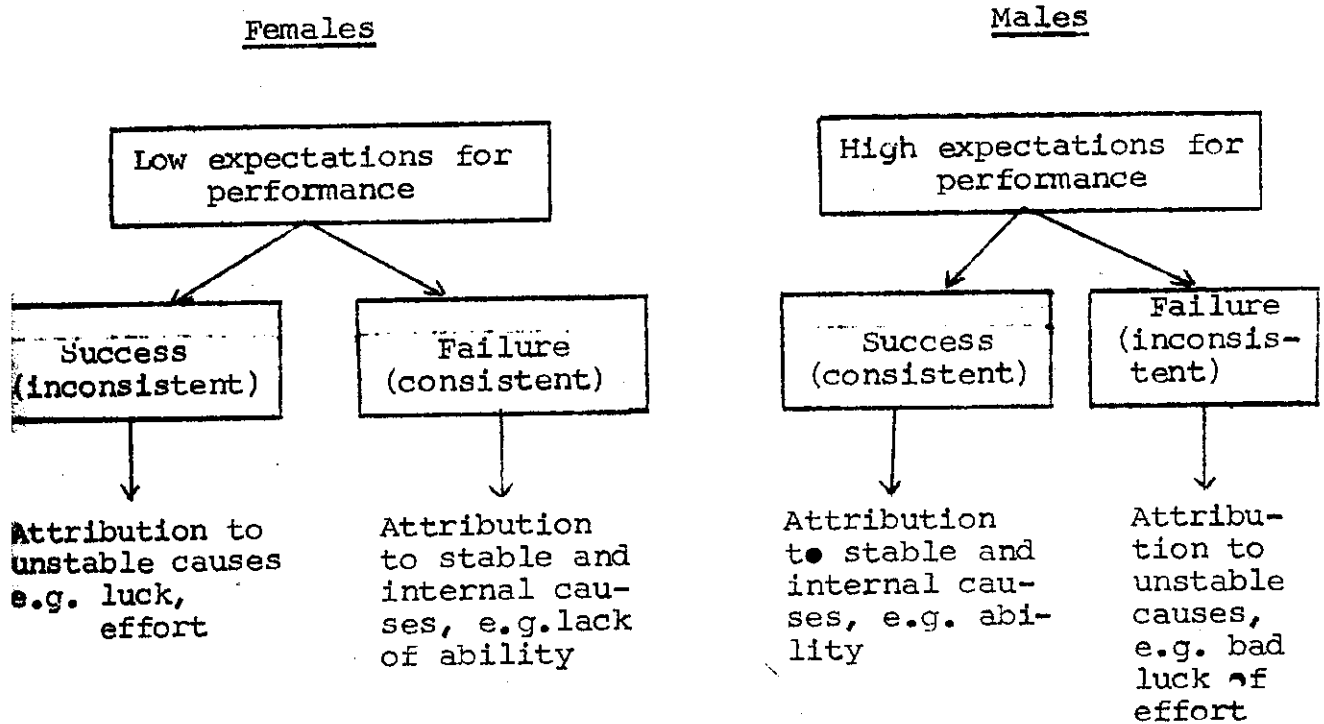 Females
Low expectations for
performance
Success
(inconsistent)
Failure
(consistent)
Attribution to
unstable causes
e.g. luck,
effort
Attribution
to stable and
internal cau-
ses, e.g.lack
of ability
Males
High expectations for
performance
Success
(consistent)
Failure
(inconsis-
tent)
Attribution
to stable and
internal cau-
ses, e.g. abi-
lity
Attribu-
tion to
unstable
causes,
e.g. bad
luck of
effort